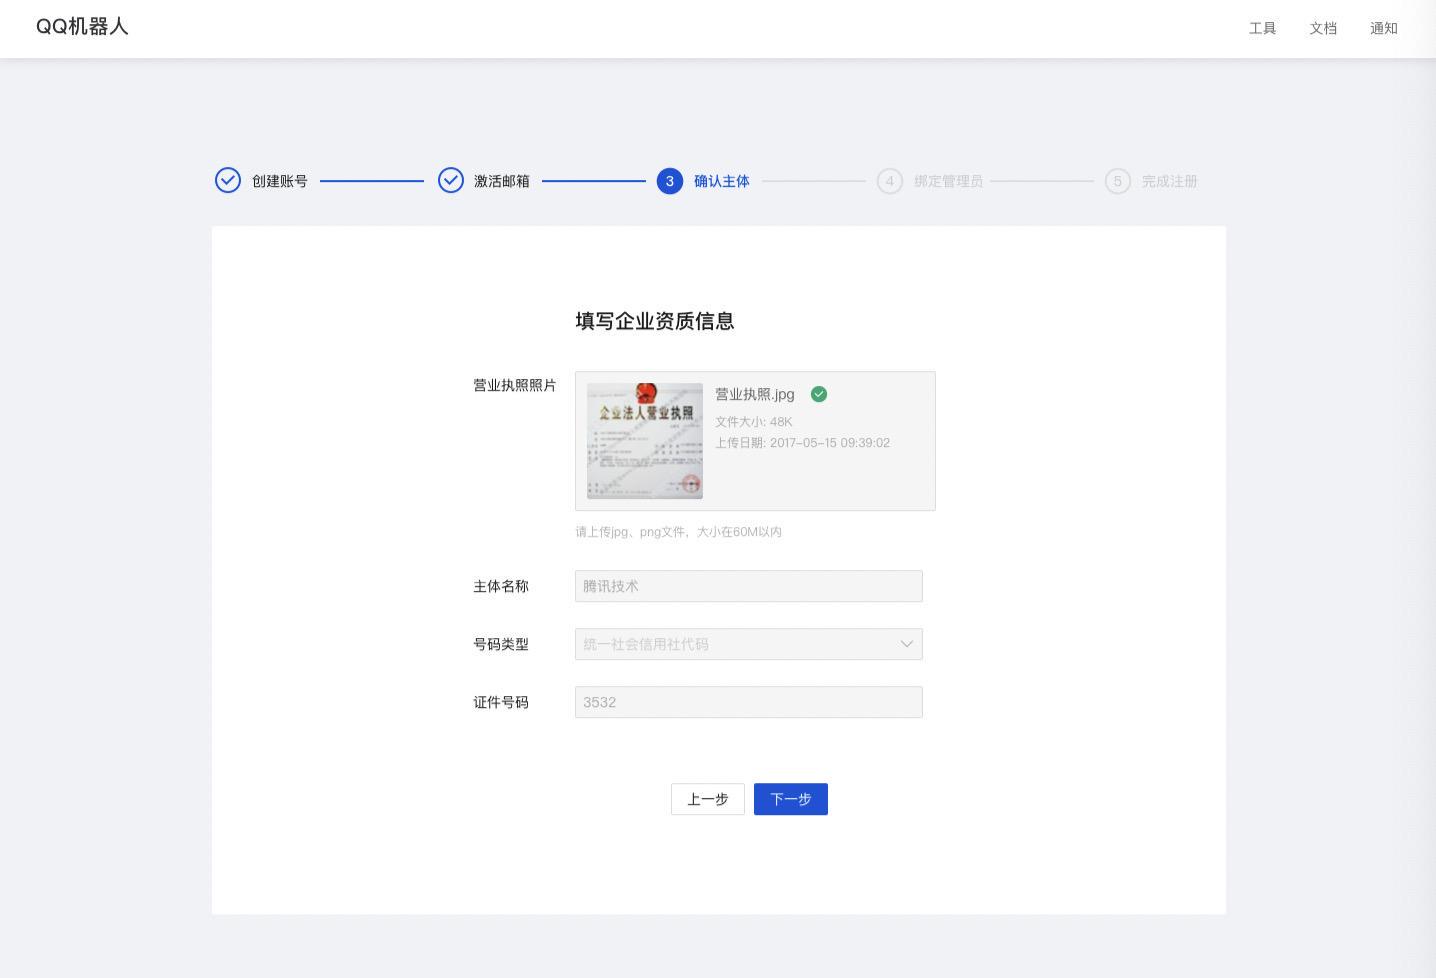 QQ机器人
工具 文档 通知
创建账号 激活邮箱 3 确认主体 4 绑定管理员 5 完成注册
填写企业资质信息
营业执照照片
企业法人营业执照
营业执照.jpg
文件大小: 48K
上传日期: 2017-05-15 09:39:02
请上传jpg、png文件，大小在60M以内
主体名称 腾讯技术
号码类型 统一社会信用社代码
证件号码 3532
上一步 下一步